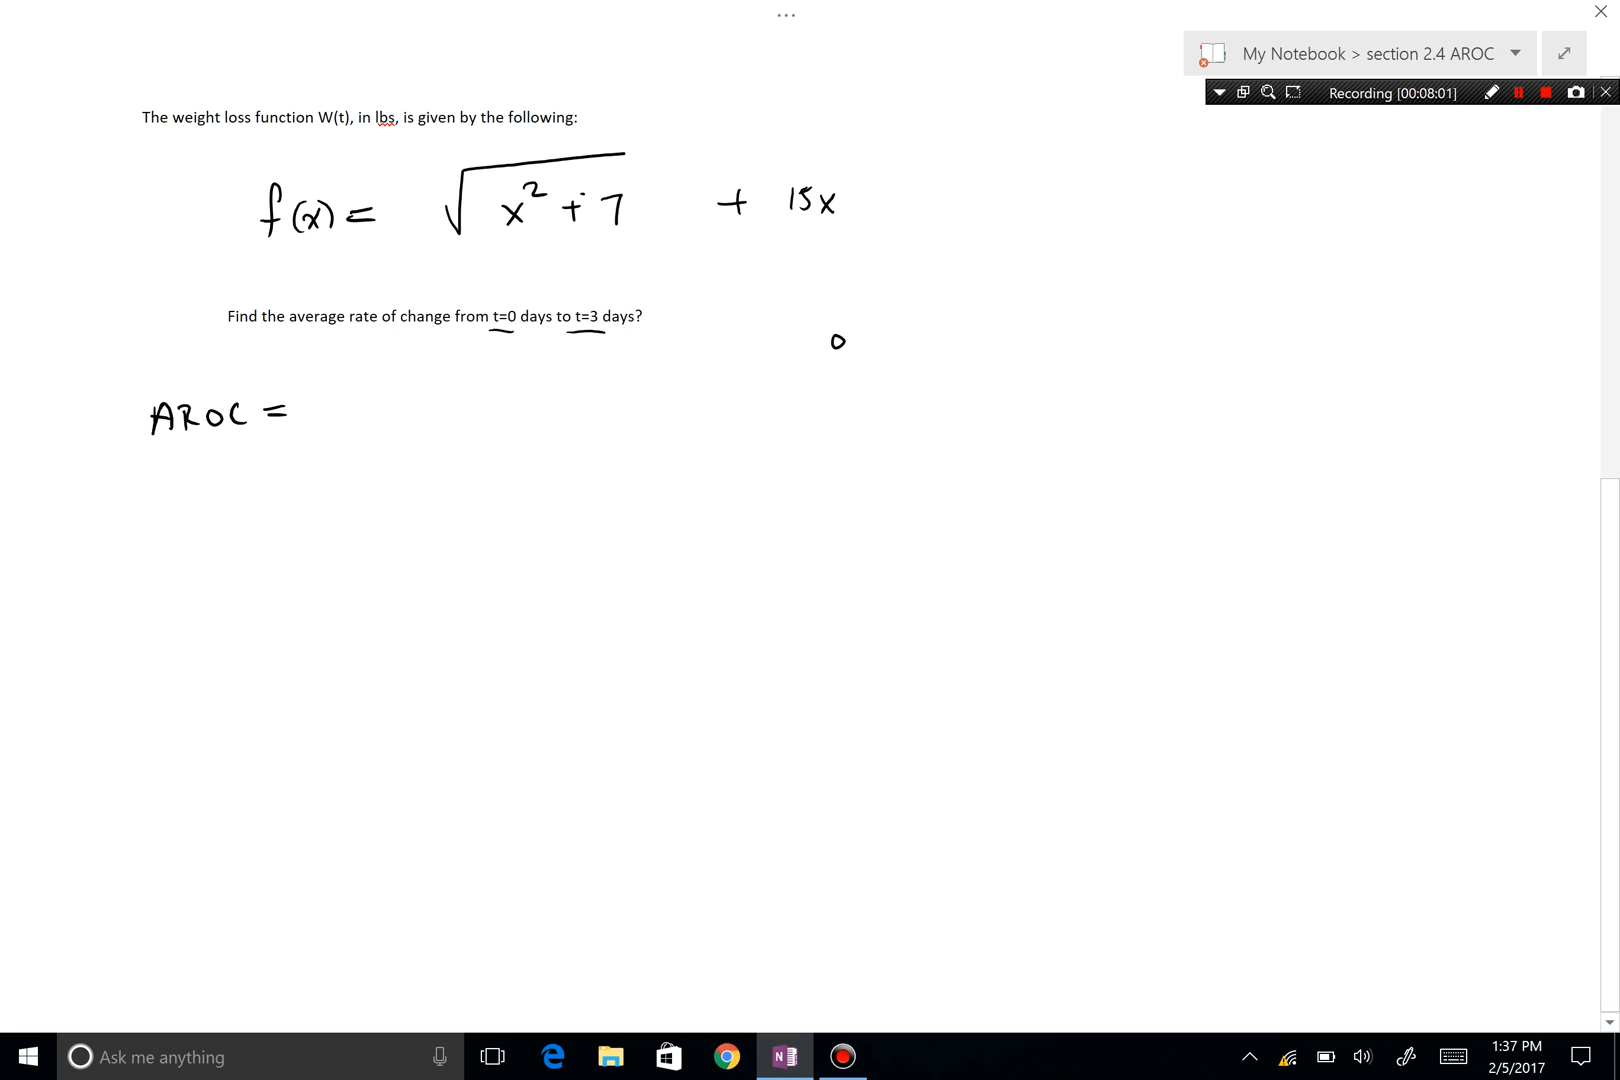 ...
My Notebook > section 2.4 AROC
Recording [00:08:01]
The weight loss function W(t), in lbs, is given by the following:
f(x) = √(x² + 7) + 15x
Find the average rate of change from t=0 days to t=3 days?
0
AROC =
Ask me anything
N
1:37 PM
2/5/2017